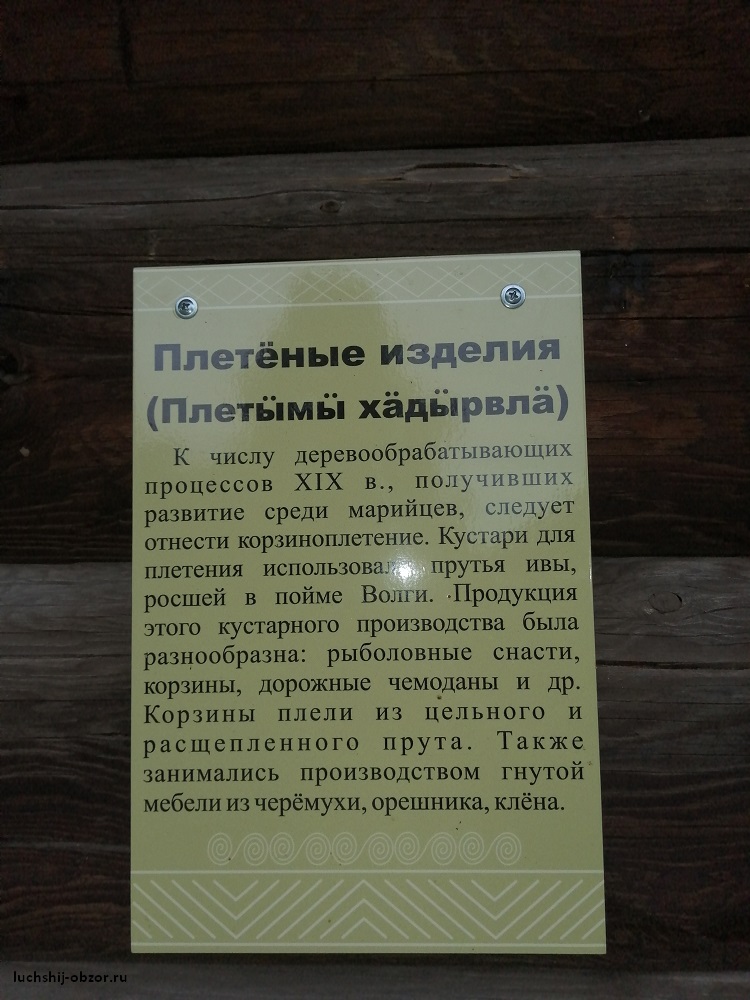 Плетёные изделия
(Плетӹмӹ хӓдӹрвлӓ)
К числу деревообрабатывающих
процессов XIX в., получивших
развитие среди марийцев, следует
отнести корзиноплетение. Кустари для
плетения использовали прутья ивы,
росшей в пойме Волги. Продукция
этого кустарного производства была
разнообразна: рыболовные снасти,
корзины, дорожные чемоданы и др.
Корзины плели из цельного и
расщепленного прута. Также
занимались производством гнутой
мебели из черёмухи, орешника, клёна.
luchshij-obzor.ru